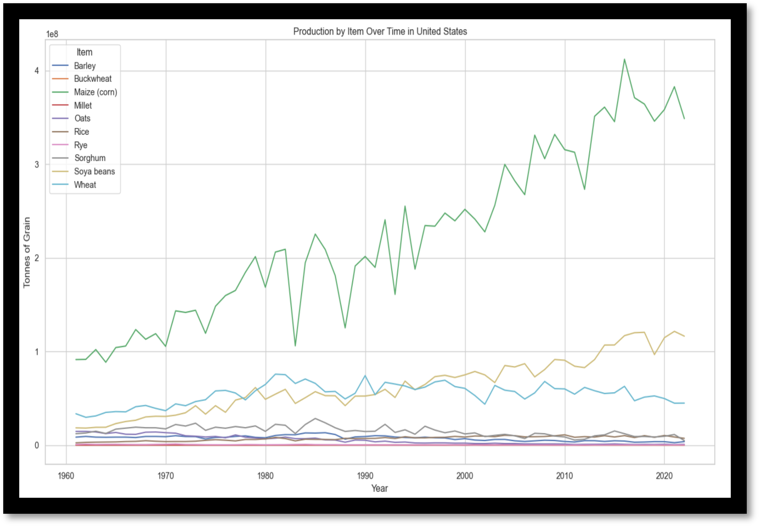 Production by Item Over Time in United States
1e8
Item
Barley
Buckwheat
Maize (corn)
Millet
Oats
Rice
Rye
Sorghum
Soya beans
Wheat
4
3
2
1
0
Tonnes of Grain
1960 1970 1980 1990 2000 2010 2020
Year